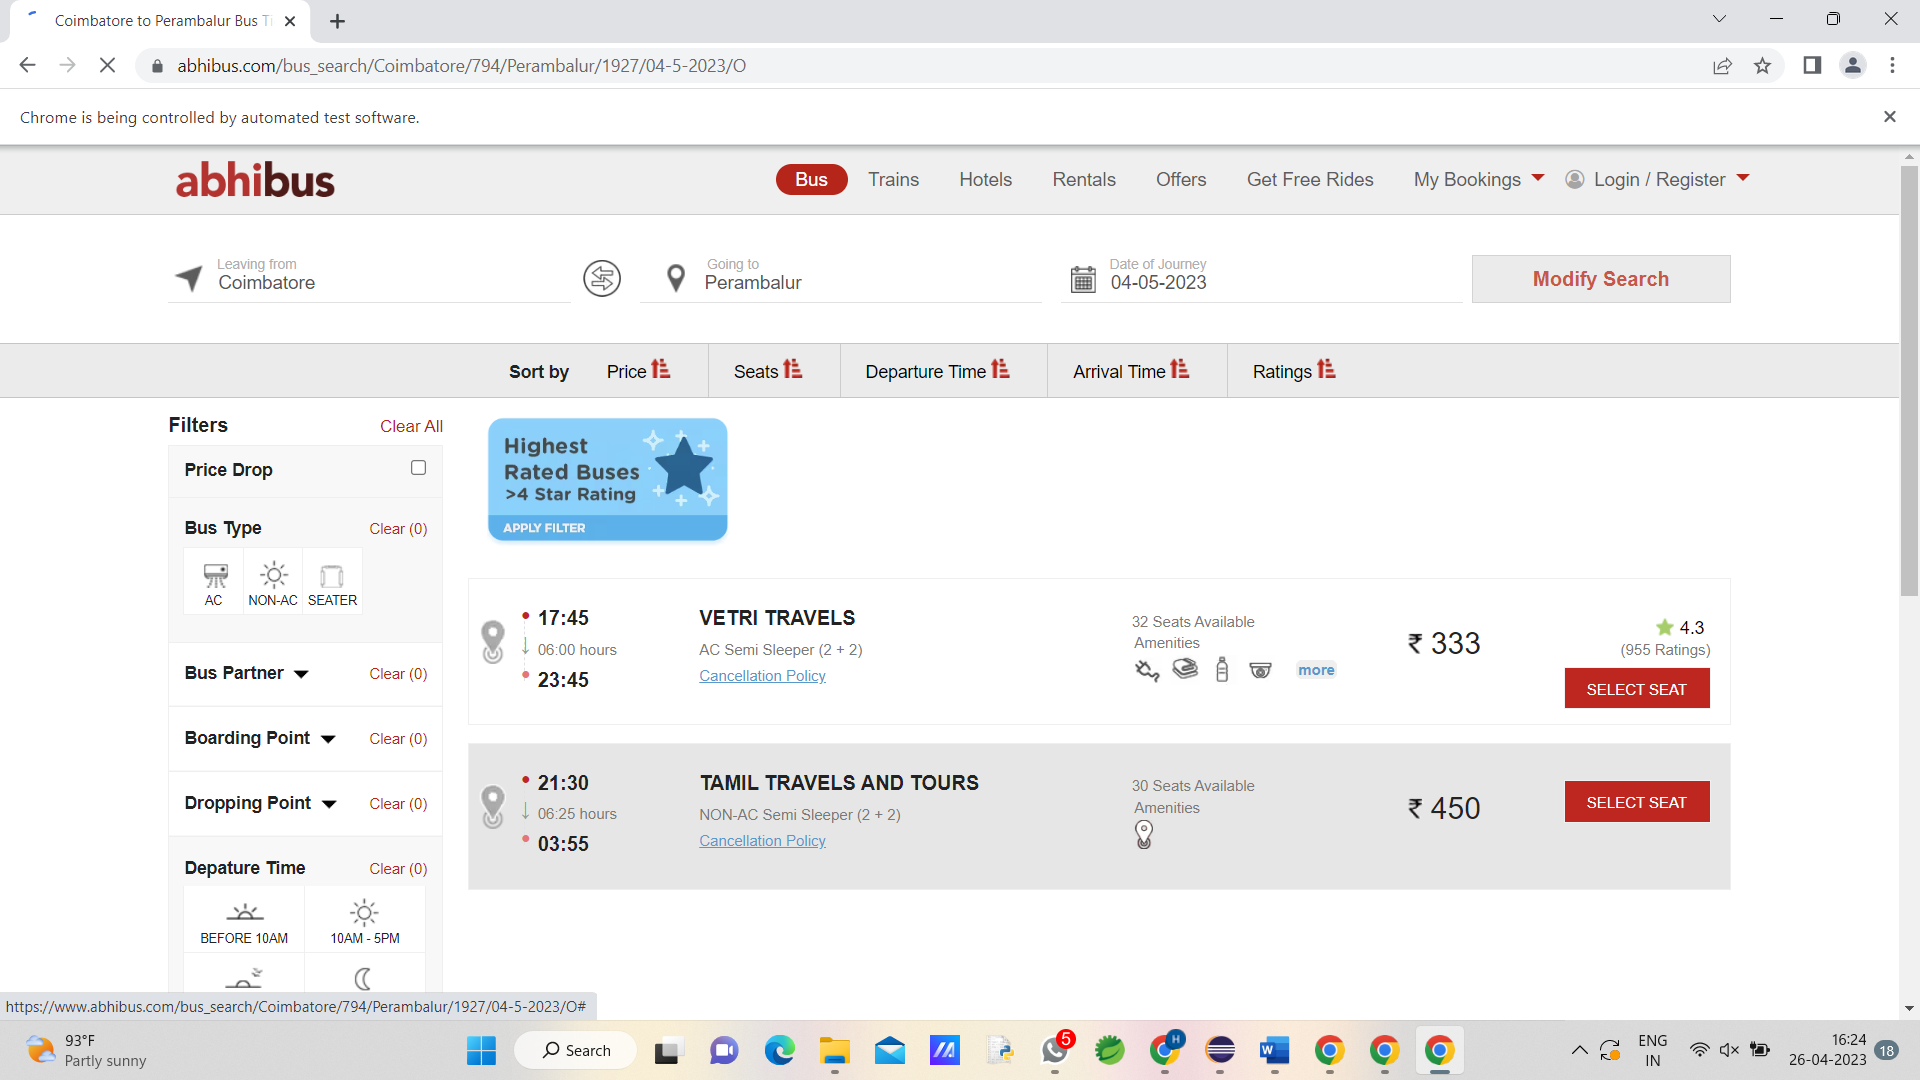 Coimbatore to Perambalur Bus Ti
abhibus.com/bus_search/Coimbatore/794/Perambalur/1927/04-5-2023/O
Chrome is being controlled by automated test software.
abhibus
Bus Trains Hotels Rentals Offers Get Free Rides My Bookings Login / Register
Leaving from
Coimbatore
Going to
Perambalur
Date of Journey
04-05-2023
Modify Search
Sort by Price Seats Departure Time Arrival Time Ratings
Filters Clear All
Price Drop
Bus Type Clear (0)
AC NON-AC SEATER
Bus Partner Clear (0)
Boarding Point Clear (0)
Dropping Point Clear (0)
Depature Time Clear (0)
BEFORE 10AM 10AM - 5PM
Highest
Rated Buses
>4 Star Rating
APPLY FILTER
17:45
06:00 hours
23:45
VETRI TRAVELS
AC Semi Sleeper (2 + 2)
Cancellation Policy
32 Seats Available
Amenities
more
₹ 333
4.3
(955 Ratings)
SELECT SEAT
21:30
06:25 hours
03:55
TAMIL TRAVELS AND TOURS
NON-AC Semi Sleeper (2 + 2)
Cancellation Policy
30 Seats Available
Amenities
₹ 450
SELECT SEAT
https://www.abhibus.com/bus_search/Coimbatore/794/Perambalur/1927/04-5-2023/O#
93°F
Partly sunny
Search
5
H
W
ENG
IN
16:24
26-04-2023
18